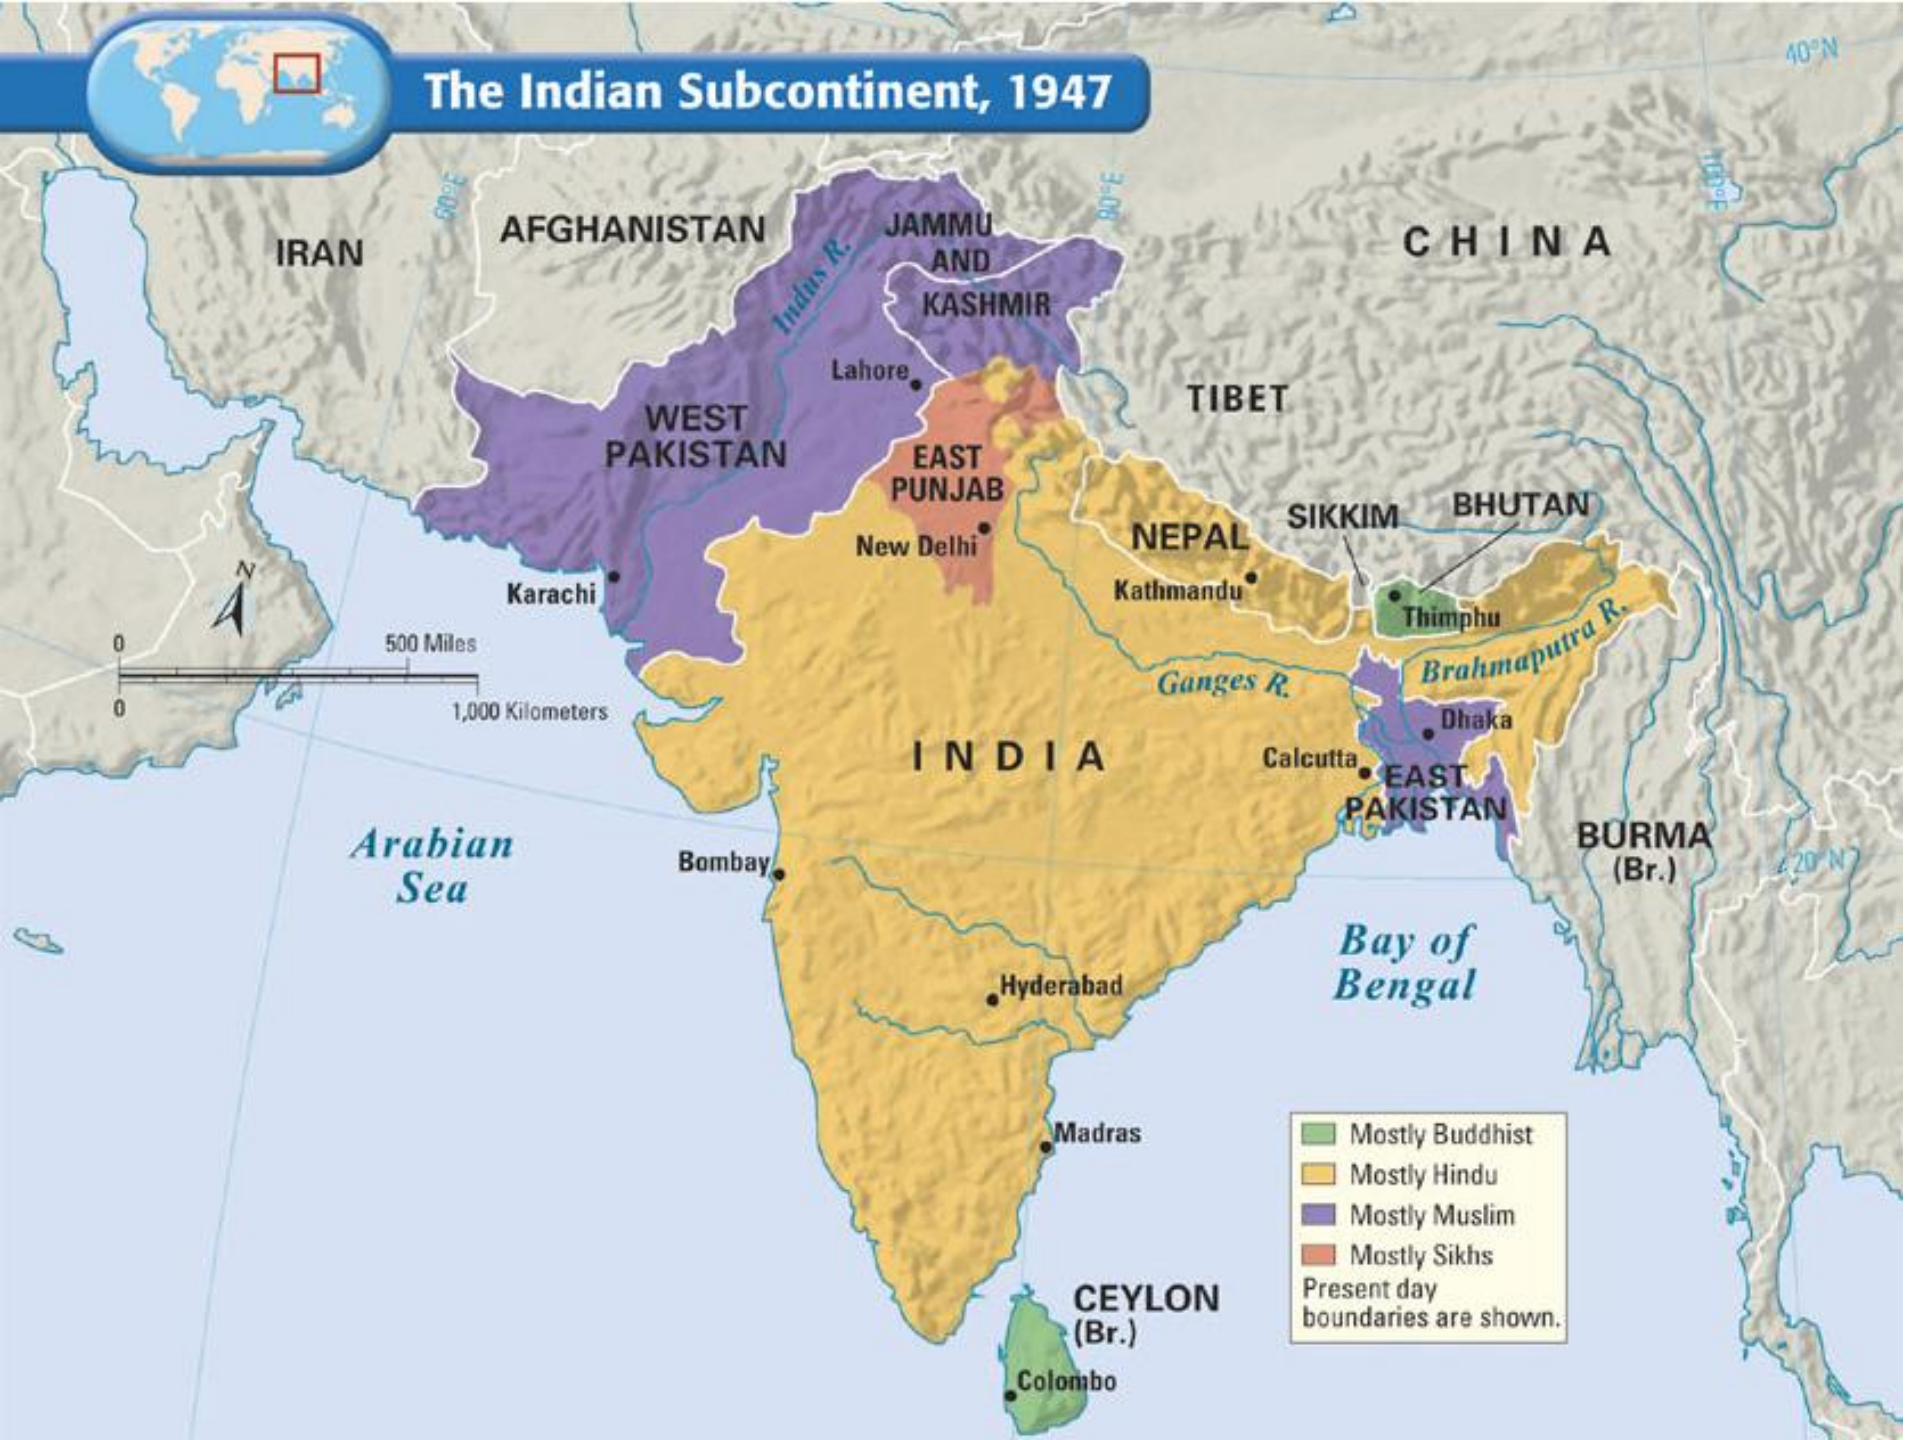 The Indian Subcontinent, 1947
40°N
60°E
80°E
100°E
IRAN
AFGHANISTAN
JAMMU
AND
KASHMIR
CHINA
Indus R.
Lahore
WEST
PAKISTAN
TIBET
EAST
PUNJAB
New Delhi
NEPAL
Kathmandu
SIKKIM
BHUTAN
Thimphu
Karachi
N
0
500 Miles
0
1,000 Kilometers
Ganges R.
Brahmaputra R.
Dhaka
INDIA
Calcutta
EAST
PAKISTAN
BURMA
(Br.)
20°N
Arabian
Sea
Bombay
Bay of
Bengal
Hyderabad
Madras
Mostly Buddhist
Mostly Hindu
Mostly Muslim
Mostly Sikhs
Present day
boundaries are shown.
CEYLON
(Br.)
Colombo